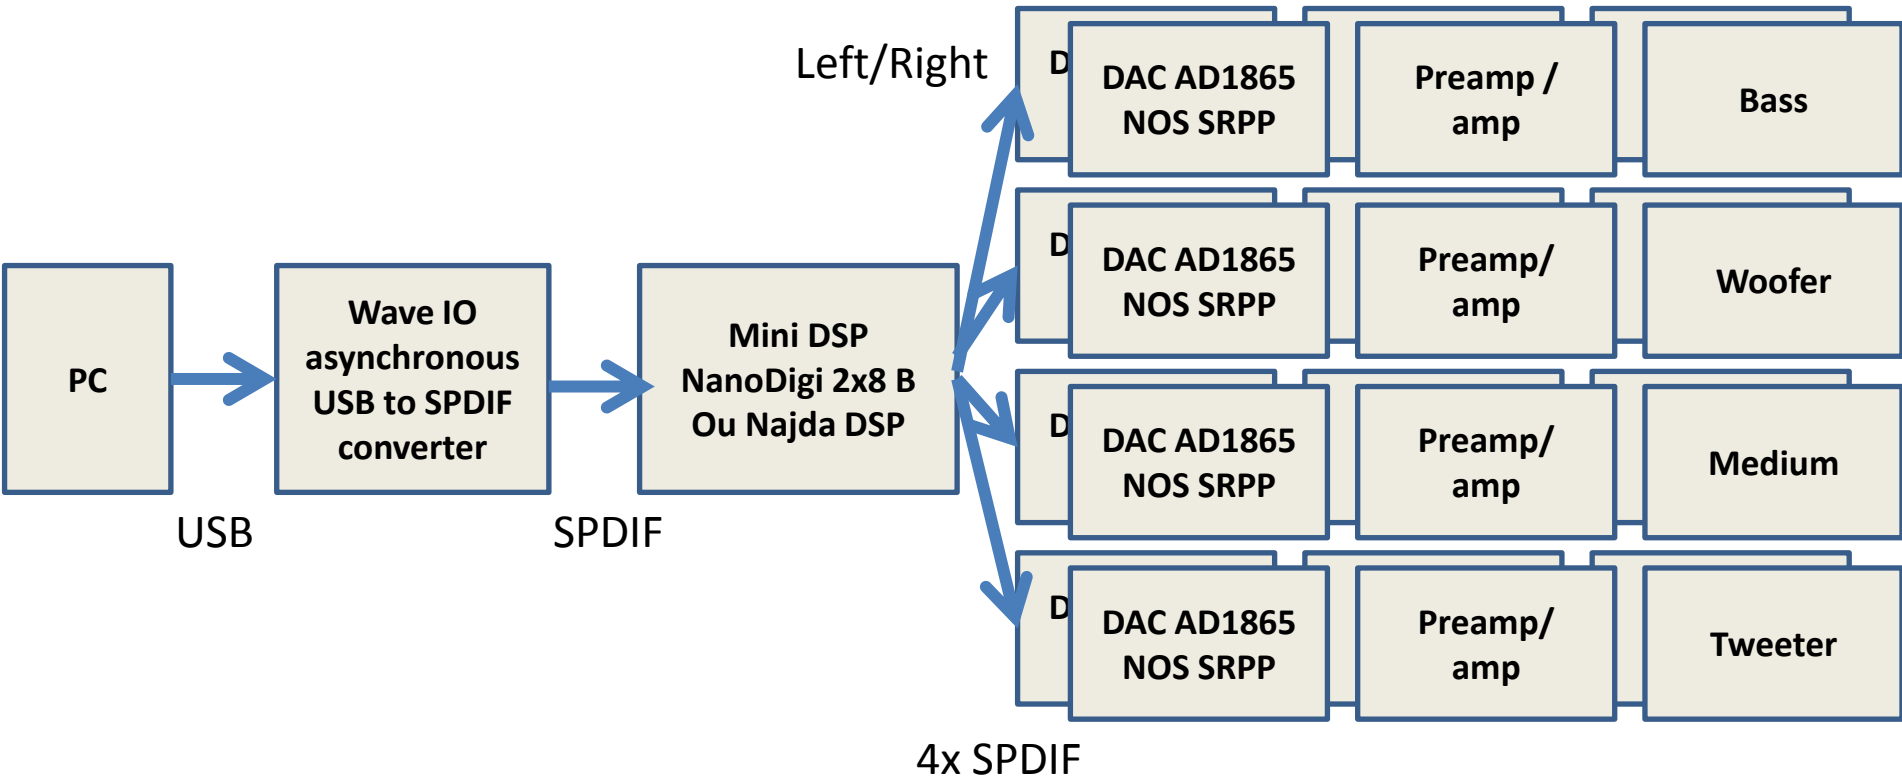 Left/Right
D
DAC AD1865
NOS SRPP
Preamp /
amp
Bass
D
DAC AD1865
NOS SRPP
Preamp/
amp
Woofer
PC
Wave IO
asynchronous
USB to SPDIF
converter
Mini DSP
NanoDigi 2x8 B
Ou Najda DSP
D
DAC AD1865
NOS SRPP
Preamp/
amp
Medium
USB
SPDIF
D
DAC AD1865
NOS SRPP
Preamp/
amp
Tweeter
4x SPDIF